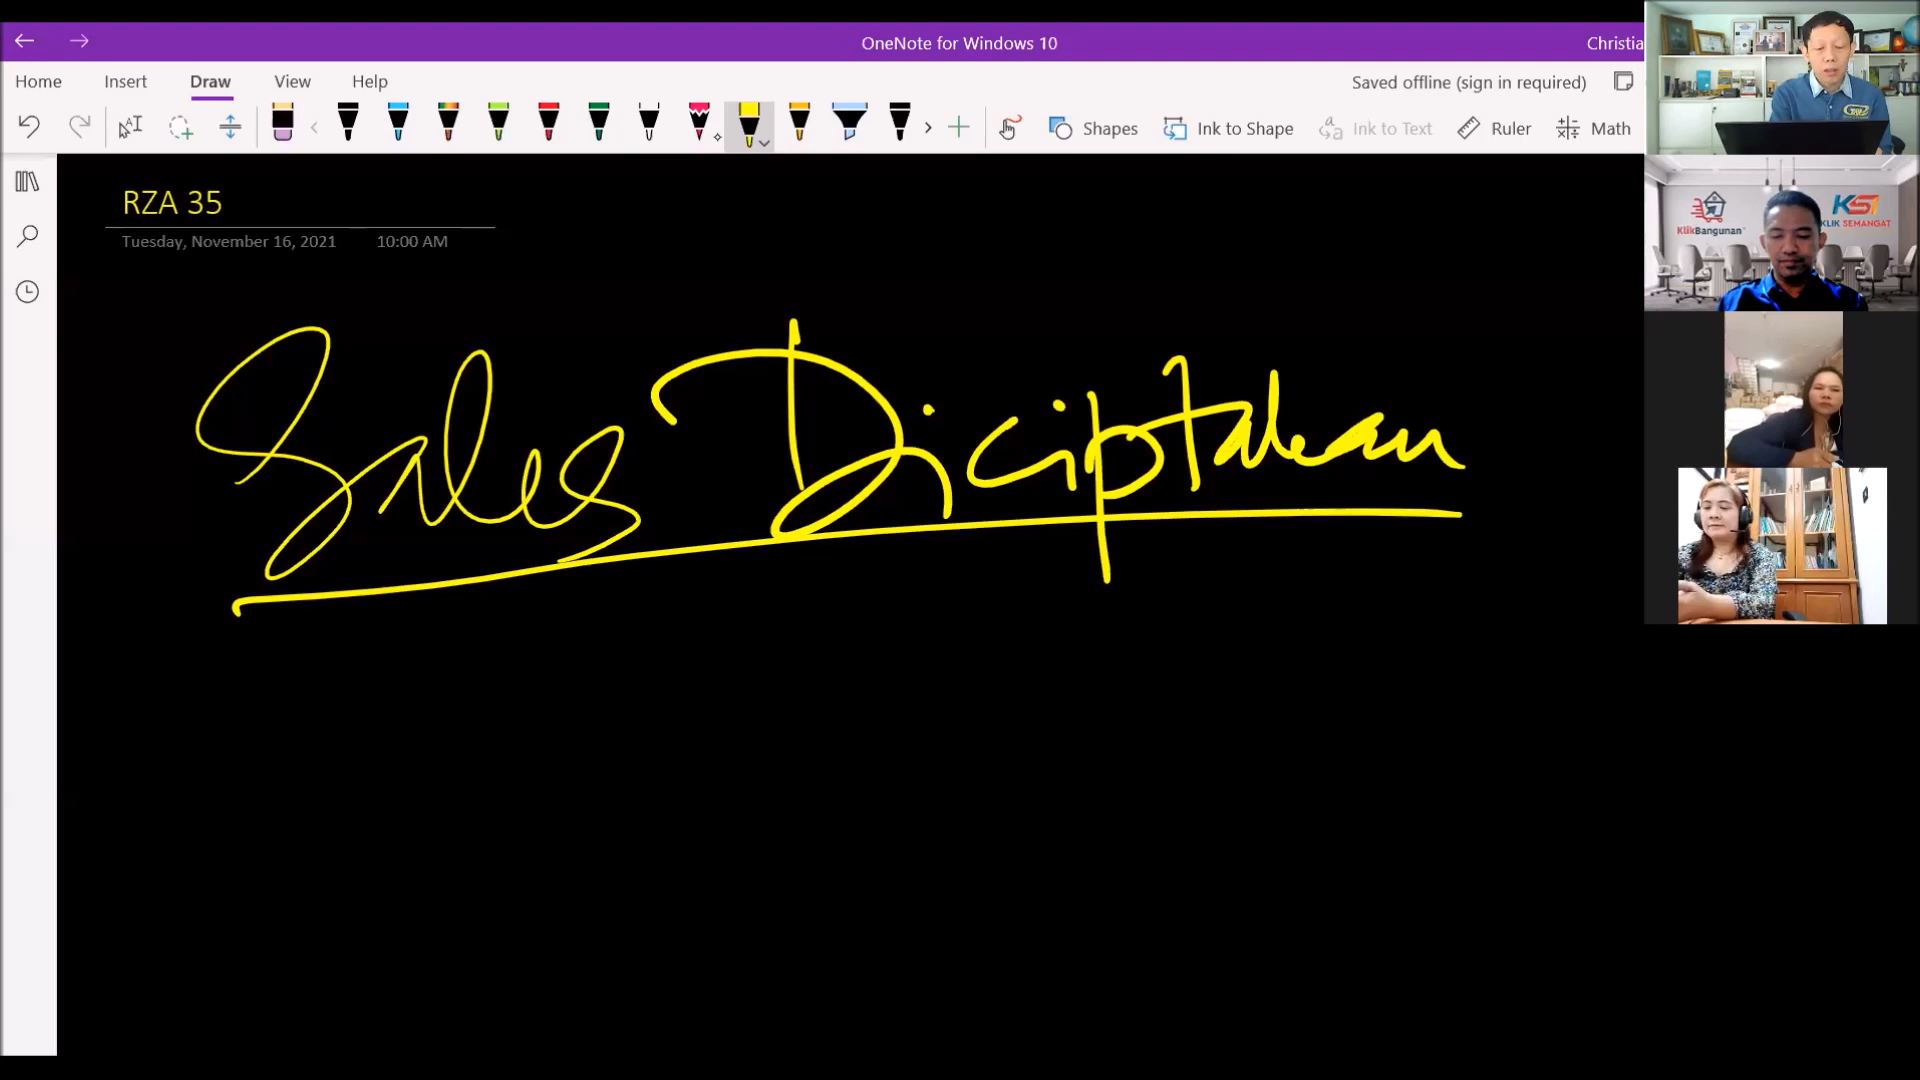 OneNote for Windows 10
Christia
Home Insert Draw View Help
Saved offline (sign in required)
Shapes Ink to Shape Ink to Text Ruler Math
RZA 35
Tuesday, November 16, 2021 10:00 AM
Sales Diciptakan
KlikBangunan
KSI
KLIK SEMANGAT